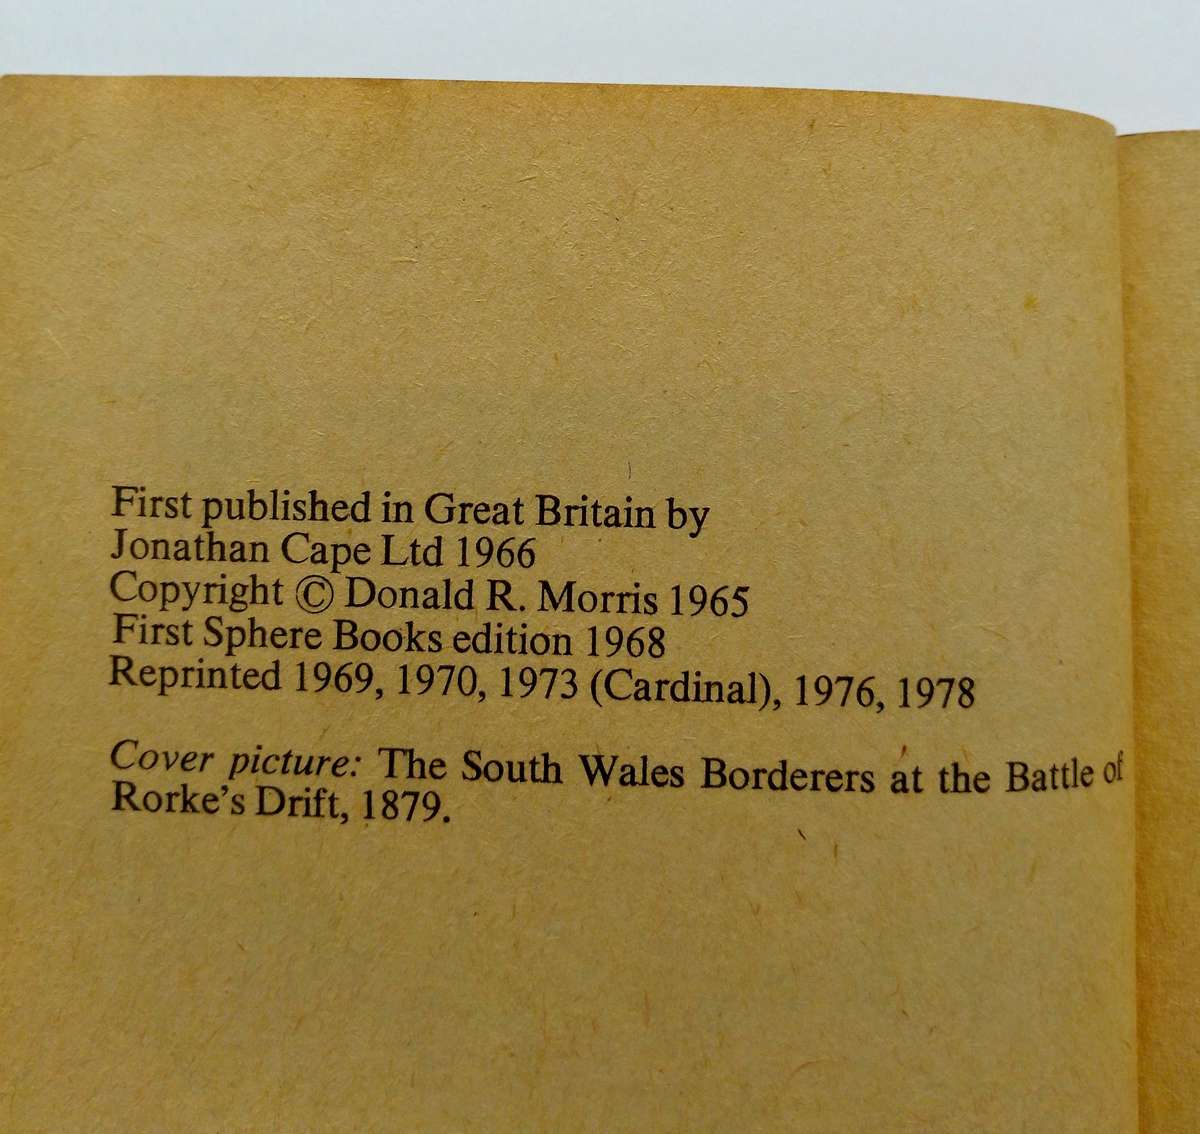 First published in Great Britain by
Jonathan Cape Ltd 1966
Copyright © Donald R. Morris 1965
First Sphere Books edition 1968
Reprinted 1969, 1970, 1973 (Cardinal), 1976, 1978
Cover picture: The South Wales Borderers at the Battle of
Rorke's Drift, 1879.